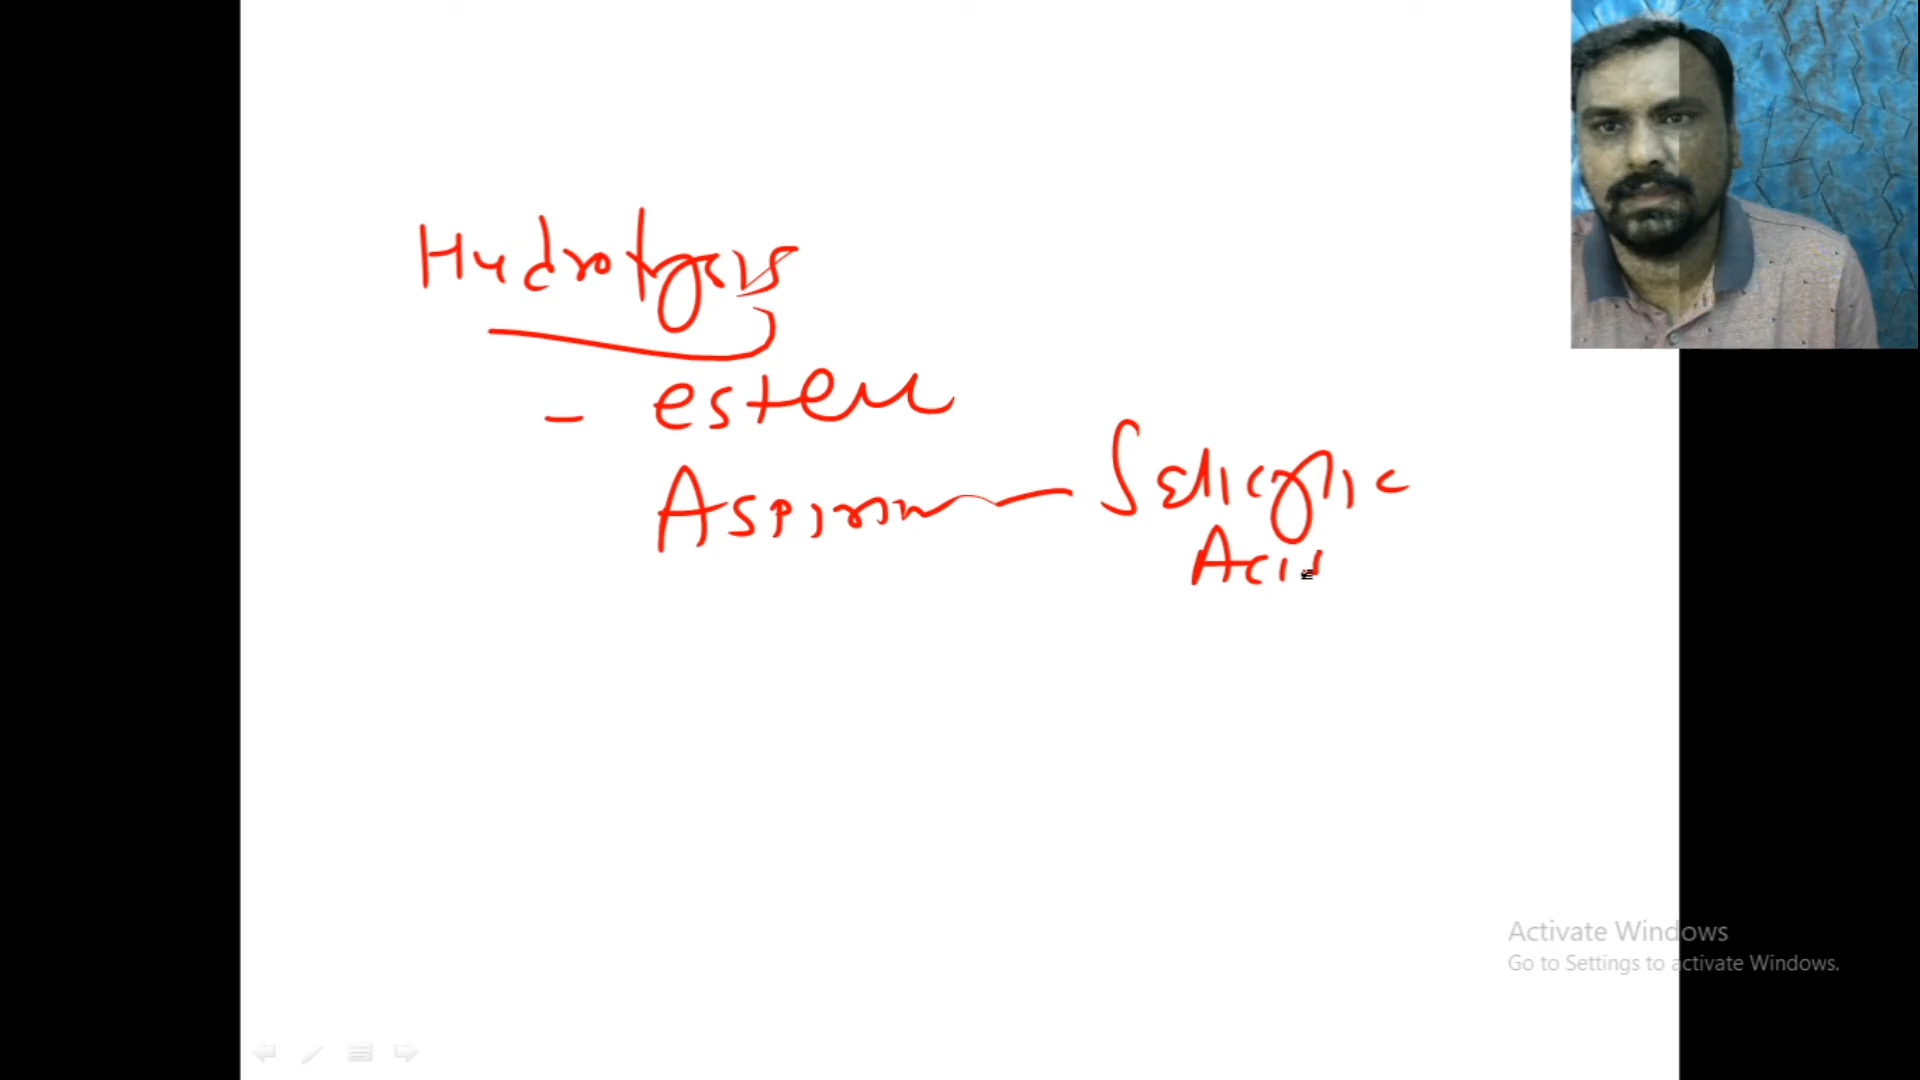 Hydrolysis
- ester
Aspirin — Salicylic
Acid
Activate Windows
Go to Settings to activate Windows.